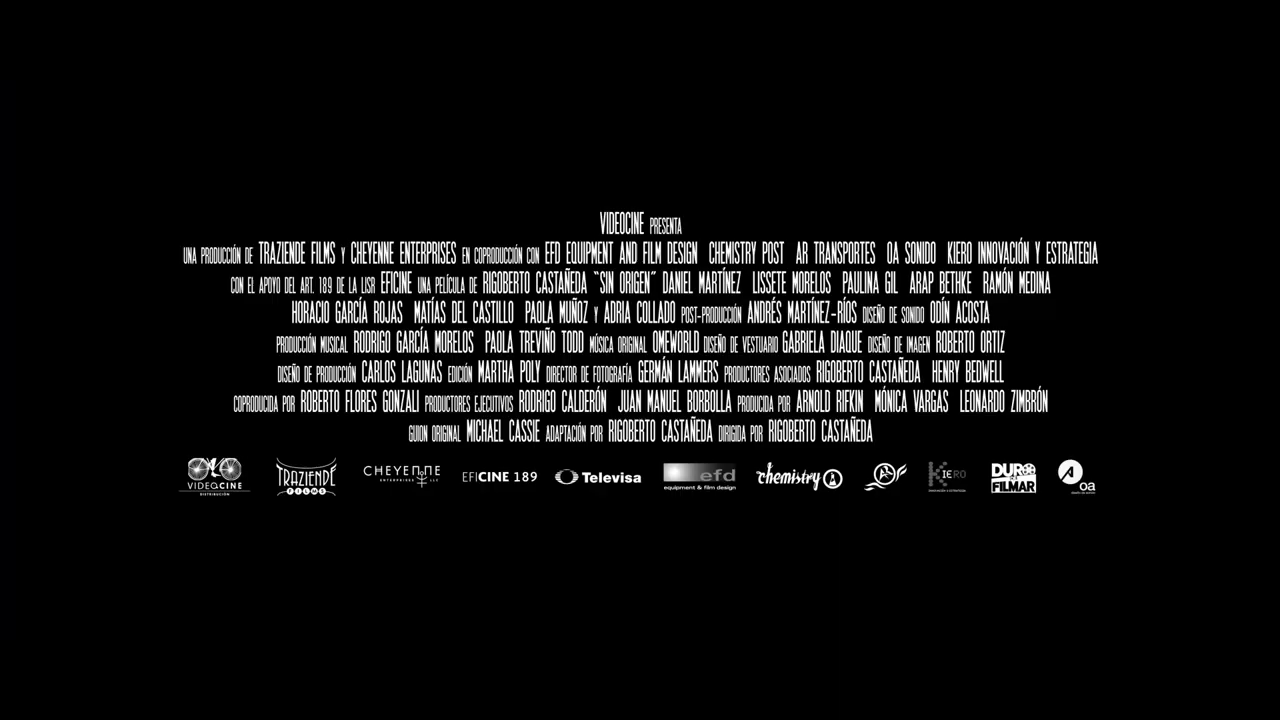 VIDEOCINE PRESENTA
UNA PRODUCCIÓN DE TRAZIENDE FILMS Y CHEYENNE ENTERPRISES EN COPRODUCCIÓN CON EFD EQUIPMENT AND FILM DESIGN CHEMISTRY POST AR TRANSPORTES OA SONIDO KIERO INNOVACIÓN Y ESTRATEGIA
CON EL APOYO DEL ART. 189 DE LA LISR EFICINE UNA PELÍCULA DE RIGOBERTO CASTAÑEDA “SIN ORIGEN” DANIEL MARTÍNEZ LISSETE MORELOS PAULINA GIL ARAP BETHKE RAMÓN MEDINA
HORACIO GARCÍA ROJAS MATÍAS DEL CASTILLO PAOLA MUÑOZ Y ADRIA COLLADO POST-PRODUCCIÓN ANDRÉS MARTÍNEZ-RÍOS DISEÑO DE SONIDO ODÍN ACOSTA
PRODUCCIÓN MUSICAL RODRIGO GARCÍA MORELOS PAOLA TREVIÑO TODD MÚSICA ORIGINAL OMEWORLD DISEÑO DE VESTUARIO GABRIELA DIAQUE DISEÑO DE IMAGEN ROBERTO ORTIZ
DISEÑO DE PRODUCCIÓN CARLOS LAGUNAS EDICIÓN MARTHA POLY DIRECTOR DE FOTOGRAFÍA GERMÁN LAMMERS PRODUCTORES ASOCIADOS RIGOBERTO CASTAÑEDA HENRY BEDWELL
COPRODUCIDA POR ROBERTO FLORES GONZALI PRODUCTORES EJECUTIVOS RODRIGO CALDERÓN JUAN MANUEL BORBOLLA PRODUCIDA POR ARNOLD RIFKIN MÓNICA VARGAS LEONARDO ZIMBRÓN
GUION ORIGINAL MICHAEL CASSIE ADAPTACIÓN POR RIGOBERTO CASTAÑEDA DIRIGIDA POR RIGOBERTO CASTAÑEDA
VIDEOCINE DISTRIBUCIÓN TRAZIENDE FILMS CHEYENNE ENTERPRISES LLC EFICINE 189 Televisa efd equipment & film design chemistry KIERO DURO DE FILMAR oa